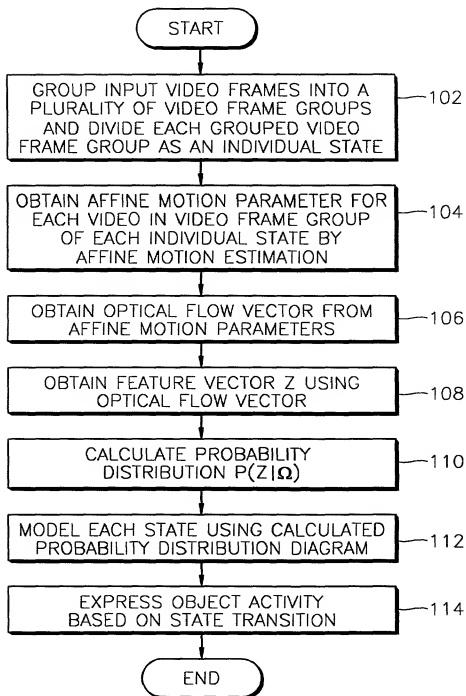 START
GROUP INPUT VIDEO FRAMES INTO A
PLURALITY OF VIDEO FRAME GROUPS
AND DIVIDE EACH GROUPED VIDEO
FRAME GROUP AS AN INDIVIDUAL STATE
102
OBTAIN AFFINE MOTION PARAMETER FOR
EACH VIDEO IN VIDEO FRAME GROUP
OF EACH INDIVIDUAL STATE BY
AFFINE MOTION ESTIMATION
104
OBTAIN OPTICAL FLOW VECTOR FROM
AFFINE MOTION PARAMETERS
106
OBTAIN FEATURE VECTOR Z USING
OPTICAL FLOW VECTOR
108
CALCULATE PROBABILITY
DISTRIBUTION P(Z|Ω)
110
MODEL EACH STATE USING CALCULATED
PROBABILITY DISTRIBUTION DIAGRAM
112
EXPRESS OBJECT ACTIVITY
BASED ON STATE TRANSITION
114
END